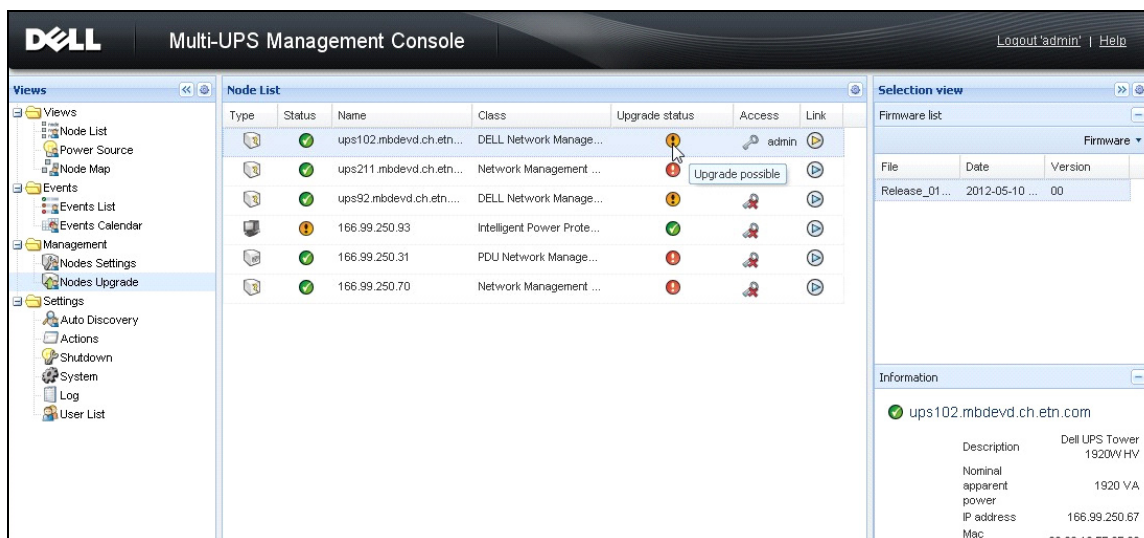 DELL
Multi-UPS Management Console
Logout 'admin' | Help
Views
Views
Node List
Power Source
Node Map
Events
Events List
Events Calendar
Management
Nodes Settings
Nodes Upgrade
Settings
Auto Discovery
Actions
Shutdown
System
Log
User List
Node List
Type Status Name Class Upgrade status Access Link
ups102.mbdevd.ch.etn... DELL Network Manage... admin
ups211.mbdevd.ch.etn... Network Management ...
Upgrade possible
ups92.mbdevd.ch.etn.... DELL Network Manage...
166.99.250.93 Intelligent Power Prote...
166.99.250.31 PDU Network Manage...
166.99.250.70 Network Management ...
Selection view
Firmware list
Firmware
File Date Version
Release_01... 2012-05-10 ... 00
Information
ups102.mbdevd.ch.etn.com
Description Dell UPS Tower
1920W HV
Nominal
apparent
power 1920 VA
IP address 166.99.250.67
Mac